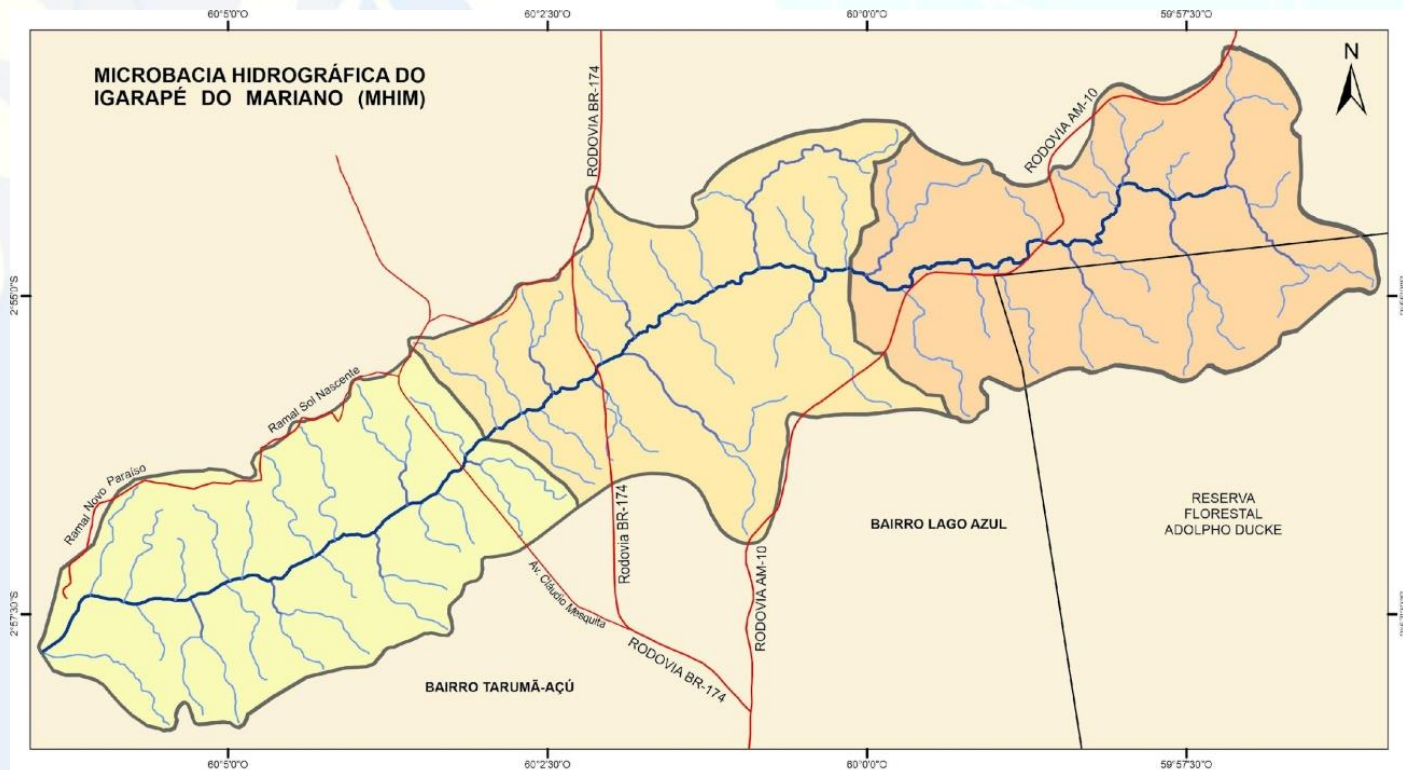 60°5'0"O
60°2'30"O
60°0'0"O
59°57'30"O
MICROBACIA HIDROGRÁFICA DO
IGARAPÉ DO MARIANO (MHIM)
N
RODOVIA BR-174
RODOVIA AM-10
2°55'0"S
Ramal Sol Nascente
Ramal Novo Paraíso
RESERVA
FLORESTAL
ADOLPHO DUCKE
BAIRRO LAGO AZUL
Rodovia BR-174
RODOVIA AM-10
Av. Cláudio Mesquita
2°57'30"S
RODOVIA BR-174
BAIRRO TARUMÃ-AÇÚ
60°5'0"O
60°2'30"O
60°0'0"O
59°57'30"O